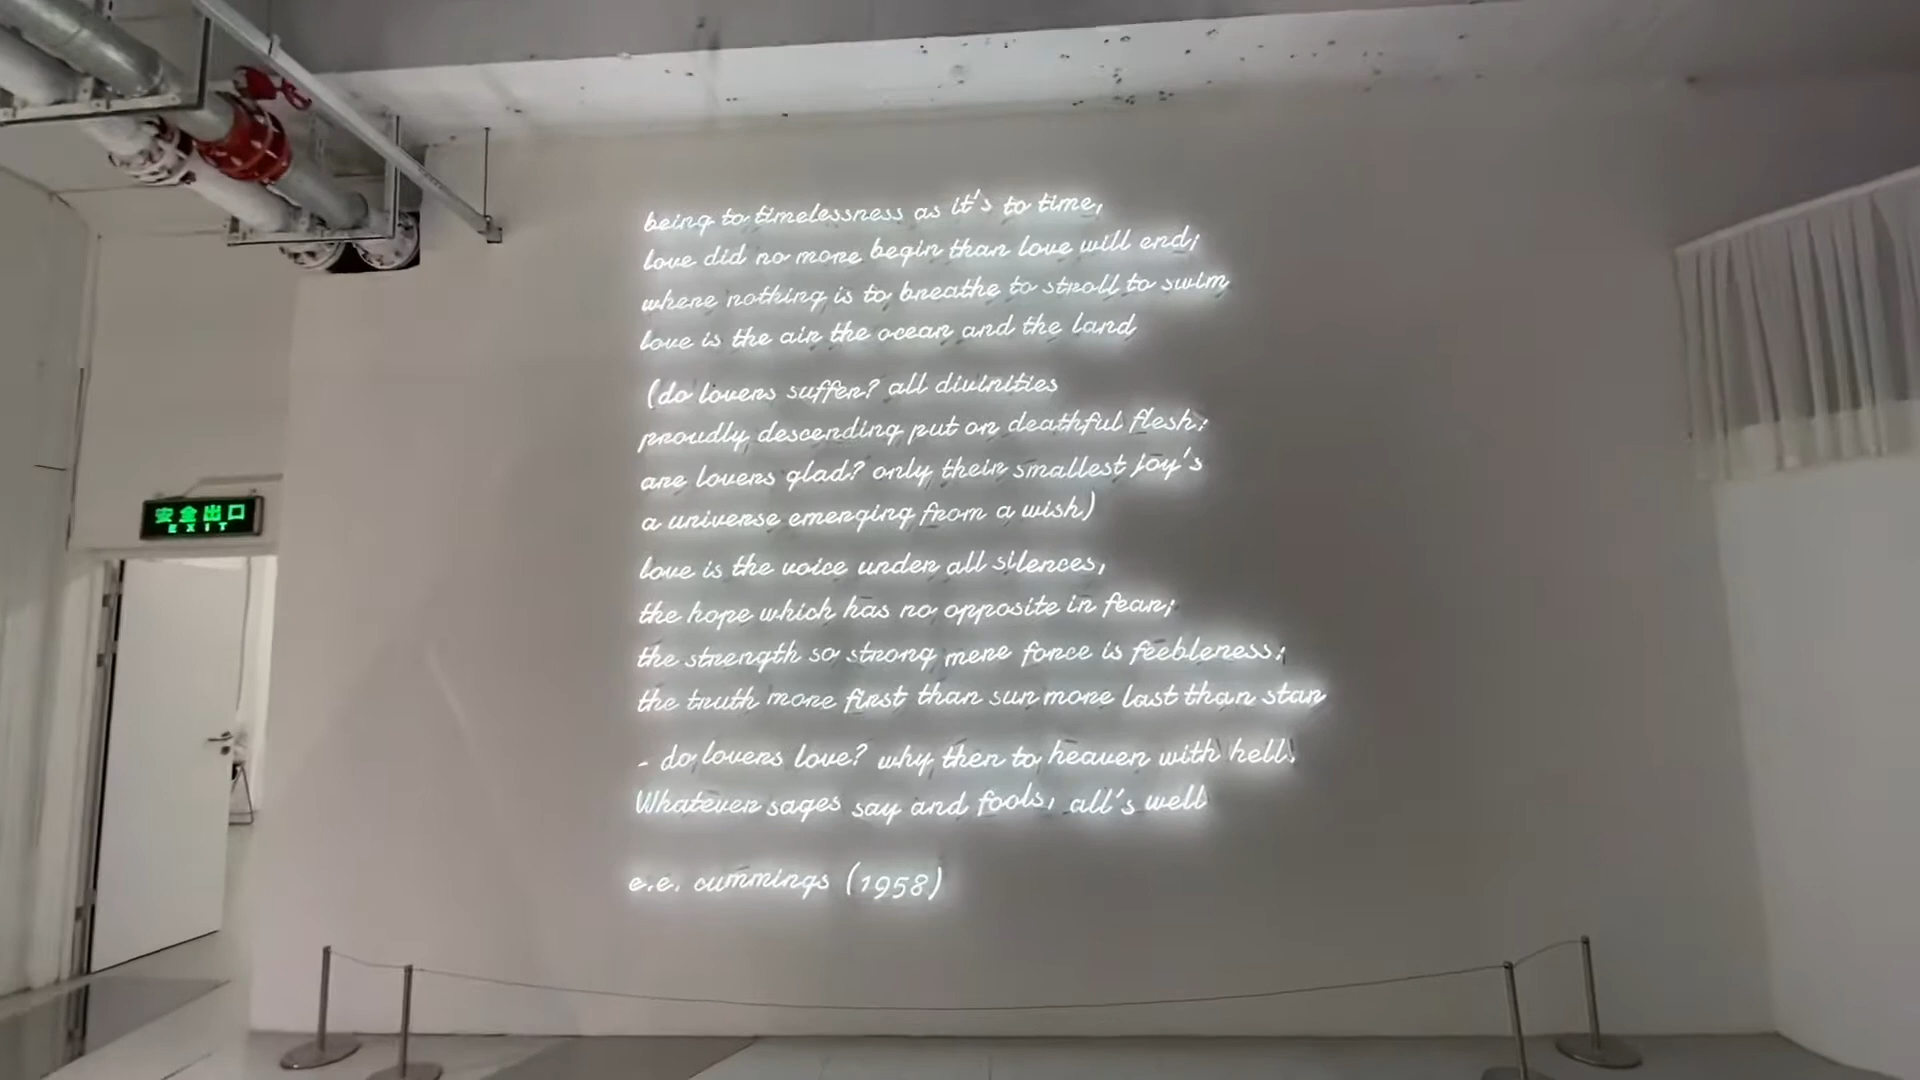 安全出口
EXIT
being to timelessness as it's to time,
love did no more begin than love will end;
where nothing is to breathe to stroll to swim
love is the air the ocean and the land
(do lovers suffer? all divinities
proudly descending put on deathful flesh:
are lovers glad? only their smallest joy's
a universe emerging from a wish)
love is the voice under all silences,
the hope which has no opposite in fear;
the strength so strong mere force is feebleness:
the truth more first than sun more last than star
- do lovers love? why then to heaven with hell.
Whatever sages say and fools, all's well
e.e. cummings (1958)